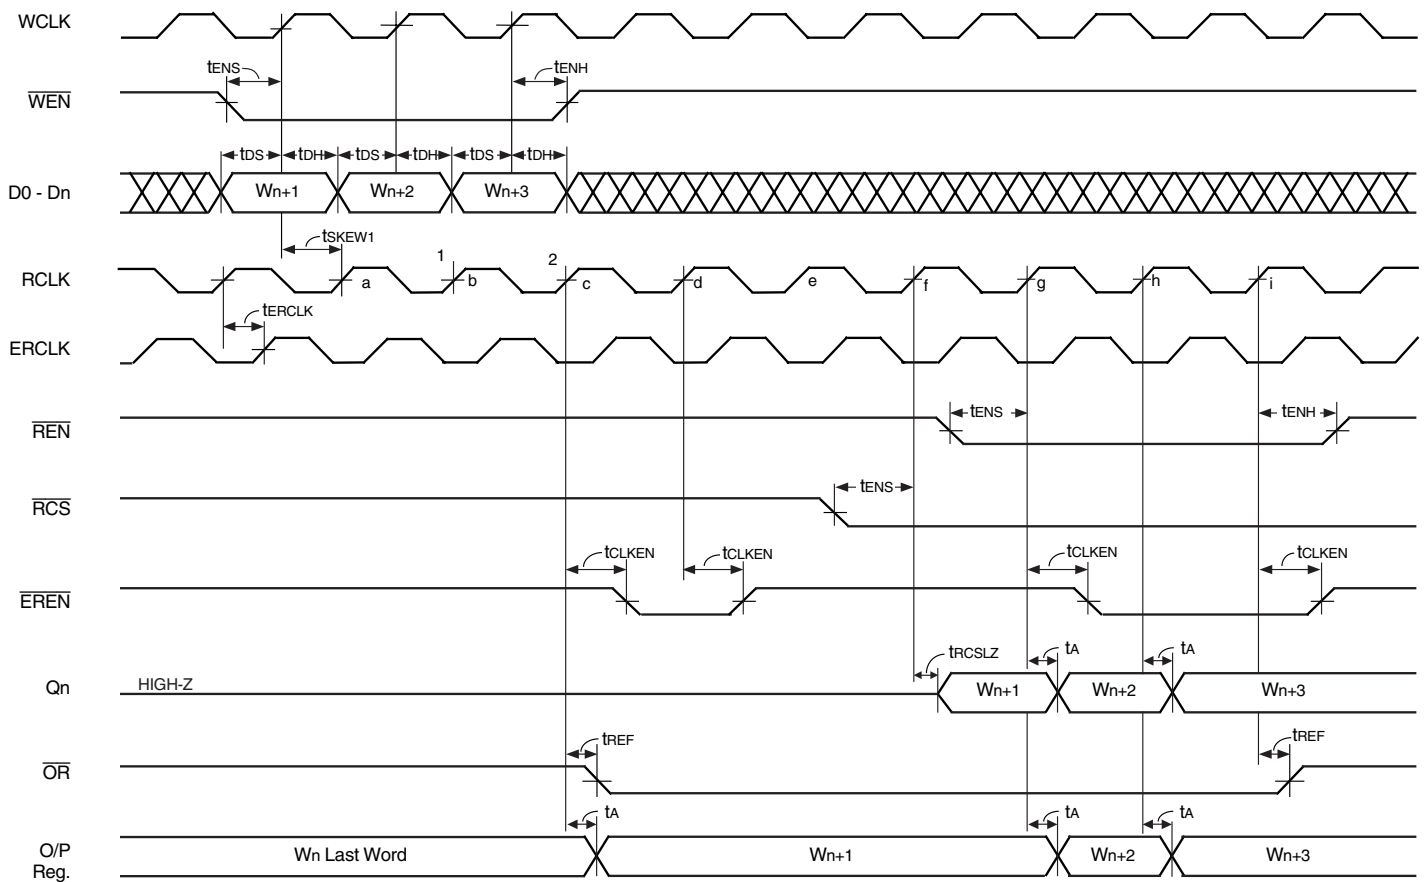 WCLK
tENS
tENH
WEN
tDS tDH tDS tDH tDS tDH
D0 - Dn
Wn+1 Wn+2 Wn+3
tSKEW1
1 2
RCLK
a b c d e f g h i
tERCLK
ERCLK
tENS tENH
REN
tENS
RCS
tCLKEN tCLKEN tCLKEN tCLKEN
EREN
tRCSLZ tA tA
Qn HIGH-Z Wn+1 Wn+2 Wn+3
tREF tREF
OR
tA tA tA
O/P
Reg.
Wn Last Word Wn+1 Wn+2 Wn+3